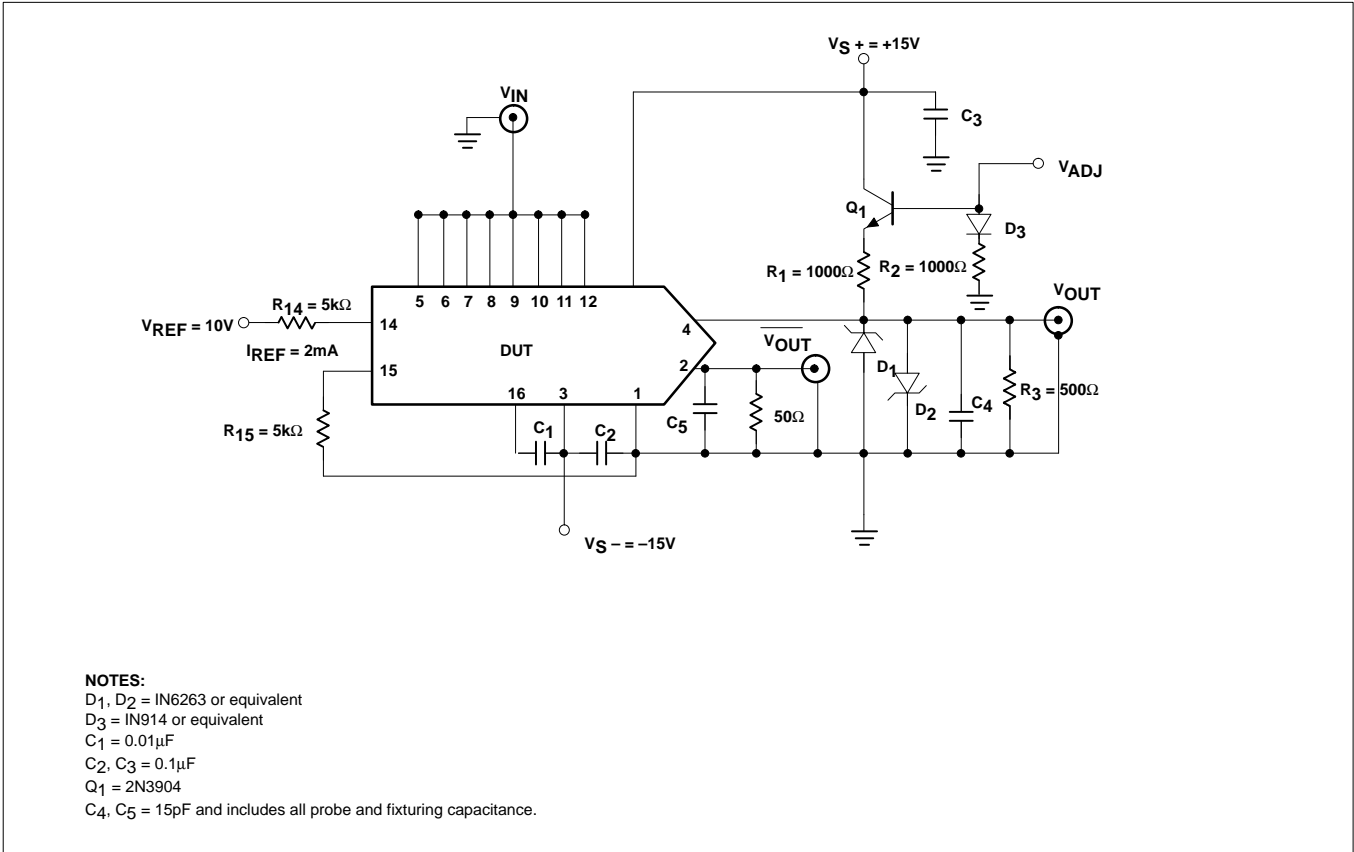 VS + = +15V
VIN
C3
VADJ
Q1
D3
R1 = 1000Ω
R2 = 1000Ω
VOUT
5 6 7 8 9 10 11 12
R14 = 5kΩ
VREF = 10V
14
4
IREF = 2mA
DUT
VOUT
15
2
D1
16 3 1
D2
C4
R3 = 500Ω
C5
50Ω
R15 = 5kΩ
C1
C2
VS – = –15V
NOTES:
D1, D2 = IN6263 or equivalent
D3 = IN914 or equivalent
C1 = 0.01µF
C2, C3 = 0.1µF
Q1 = 2N3904
C4, C5 = 15pF and includes all probe and fixturing capacitance.